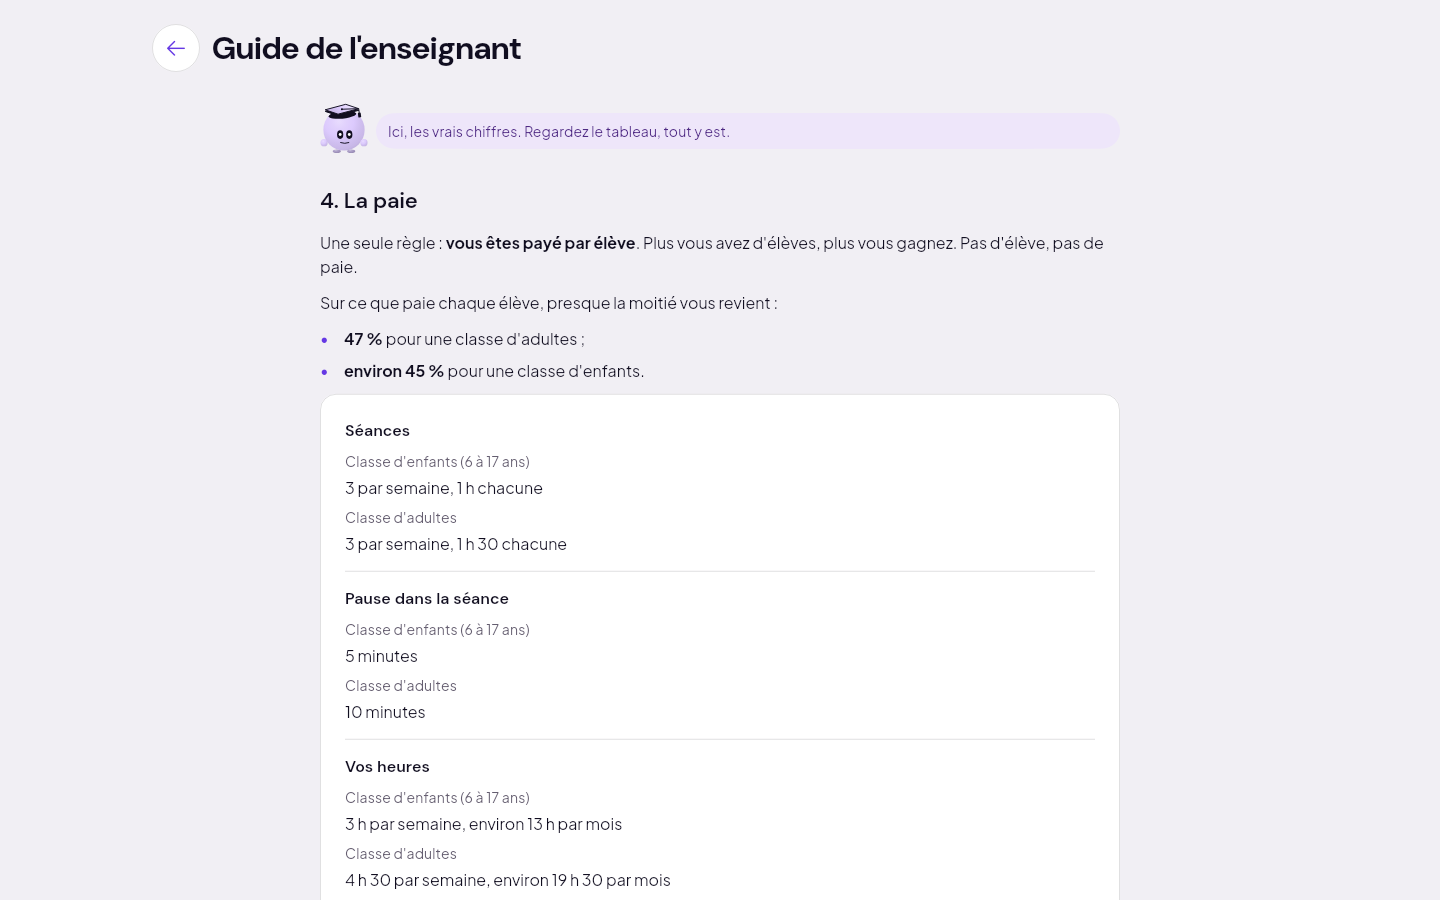 Guide de l'enseignant
Ici, les vrais chiffres. Regardez le tableau, tout y est.
4. La paie
Une seule règle : vous êtes payé par élève. Plus vous avez d'élèves, plus vous gagnez. Pas d'élève, pas de
paie.
Sur ce que paie chaque élève, presque la moitié vous revient :
• 47 % pour une classe d'adultes ;
• environ 45 % pour une classe d'enfants.
Séances
Classe d'enfants (6 à 17 ans)
3 par semaine, 1 h chacune
Classe d'adultes
3 par semaine, 1 h 30 chacune
Pause dans la séance
Classe d'enfants (6 à 17 ans)
5 minutes
Classe d'adultes
10 minutes
Vos heures
Classe d'enfants (6 à 17 ans)
3 h par semaine, environ 13 h par mois
Classe d'adultes
4 h 30 par semaine, environ 19 h 30 par mois